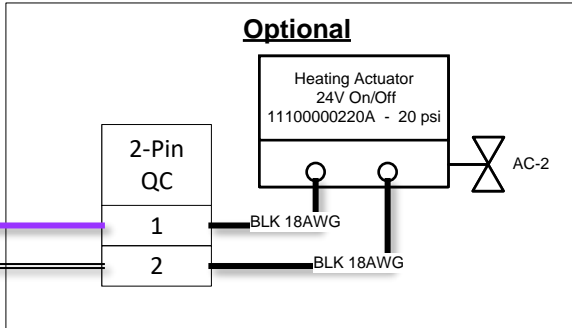 Optional
Heating Actuator
24V On/Off
11100000220A - 20 psi
AC-2
2-Pin
QC
1
BLK 18AWG
2
BLK 18AWG